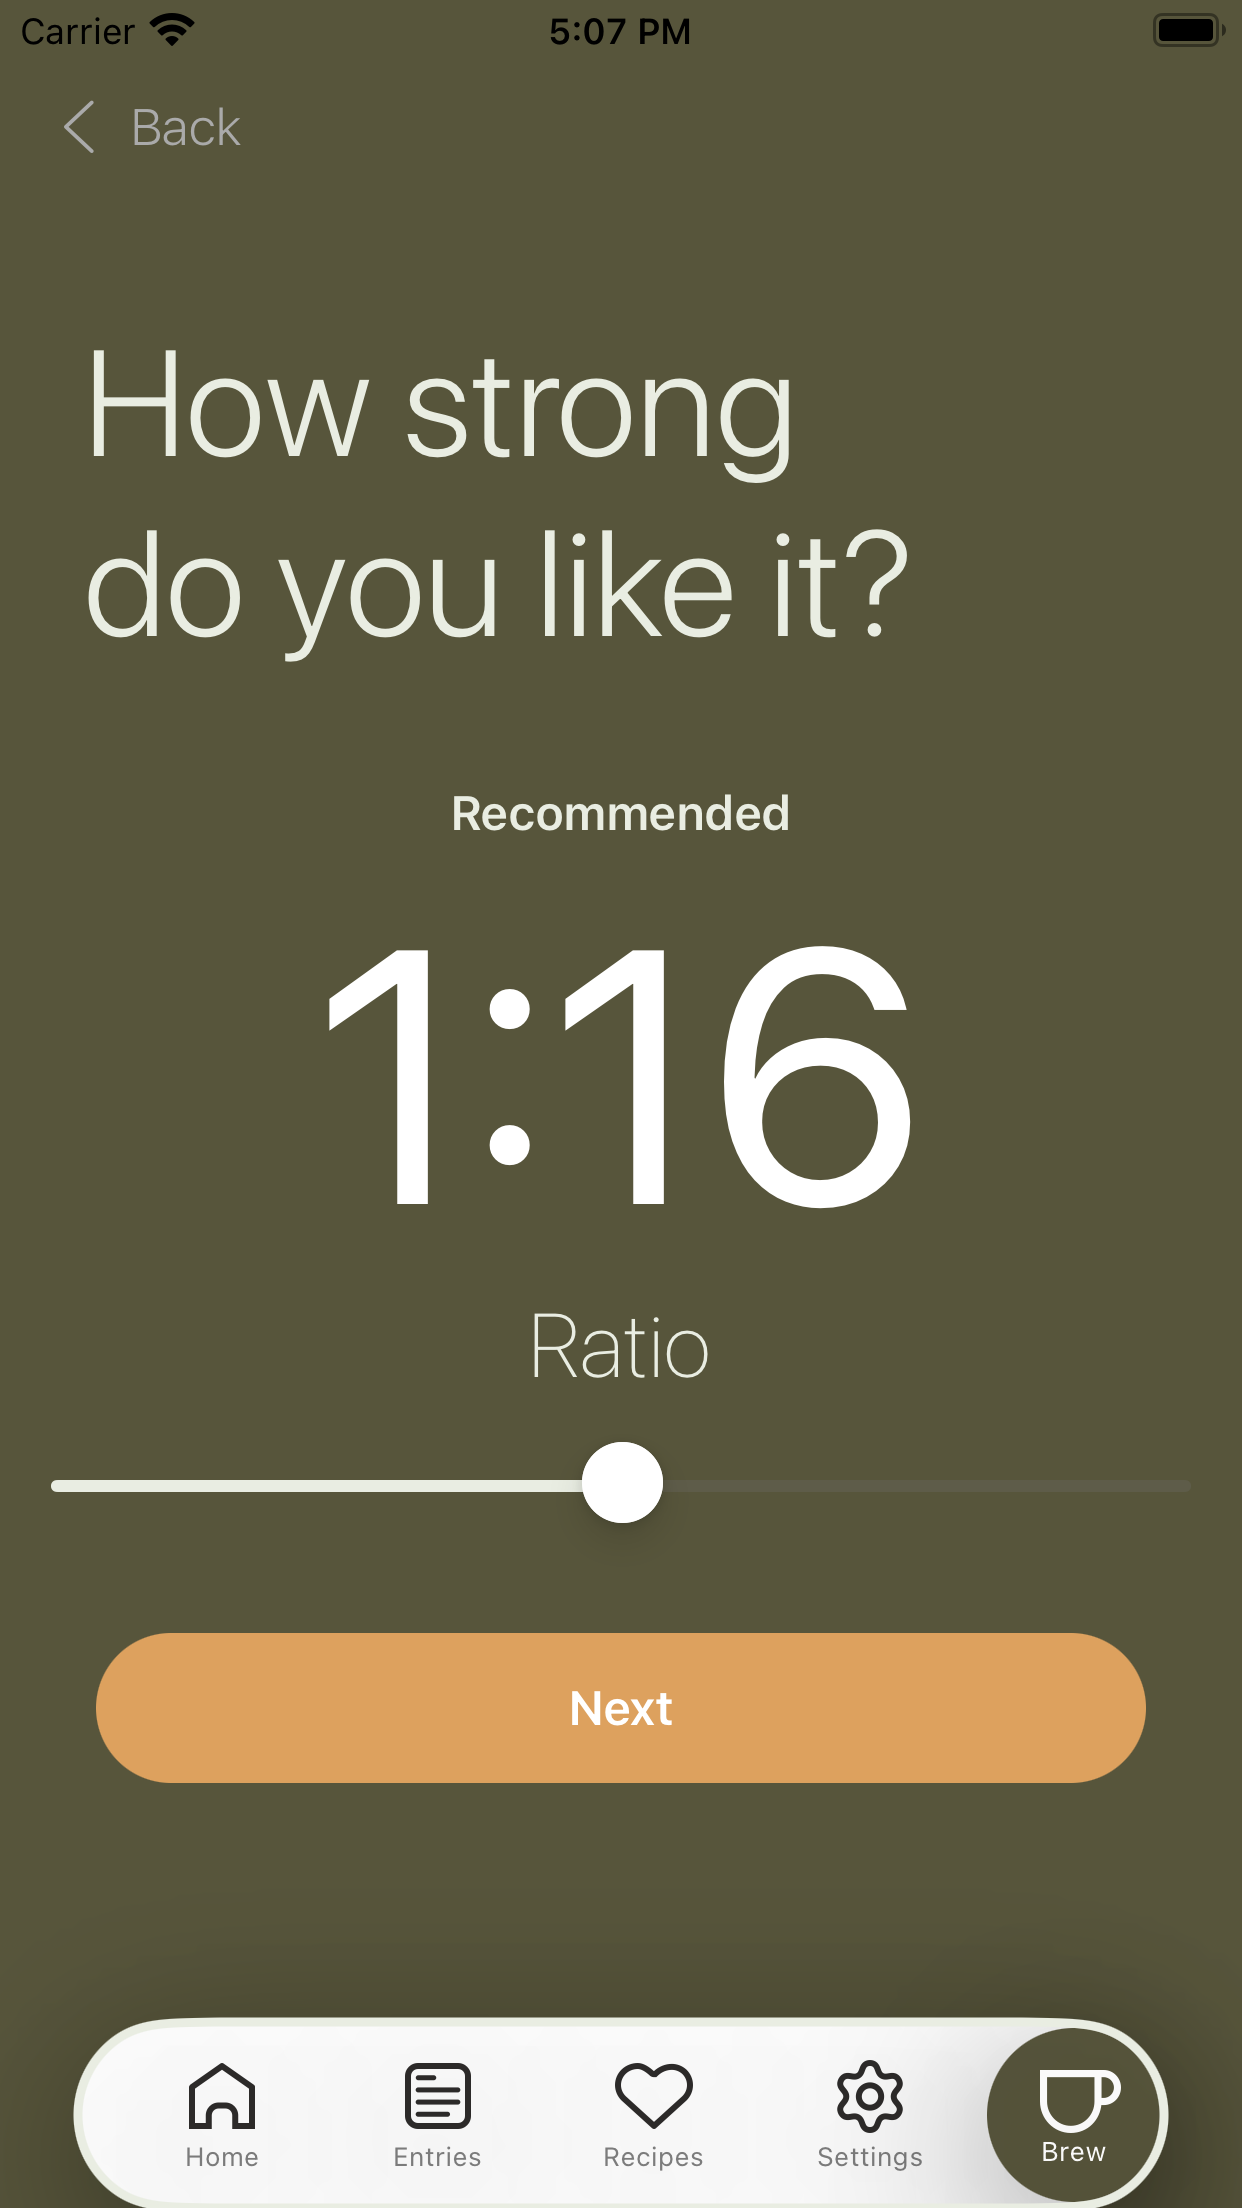 Carrier 5:07 PM
Back
How strong
do you like it?
Recommended
1:16
Ratio
Next
Home Entries Recipes Settings Brew